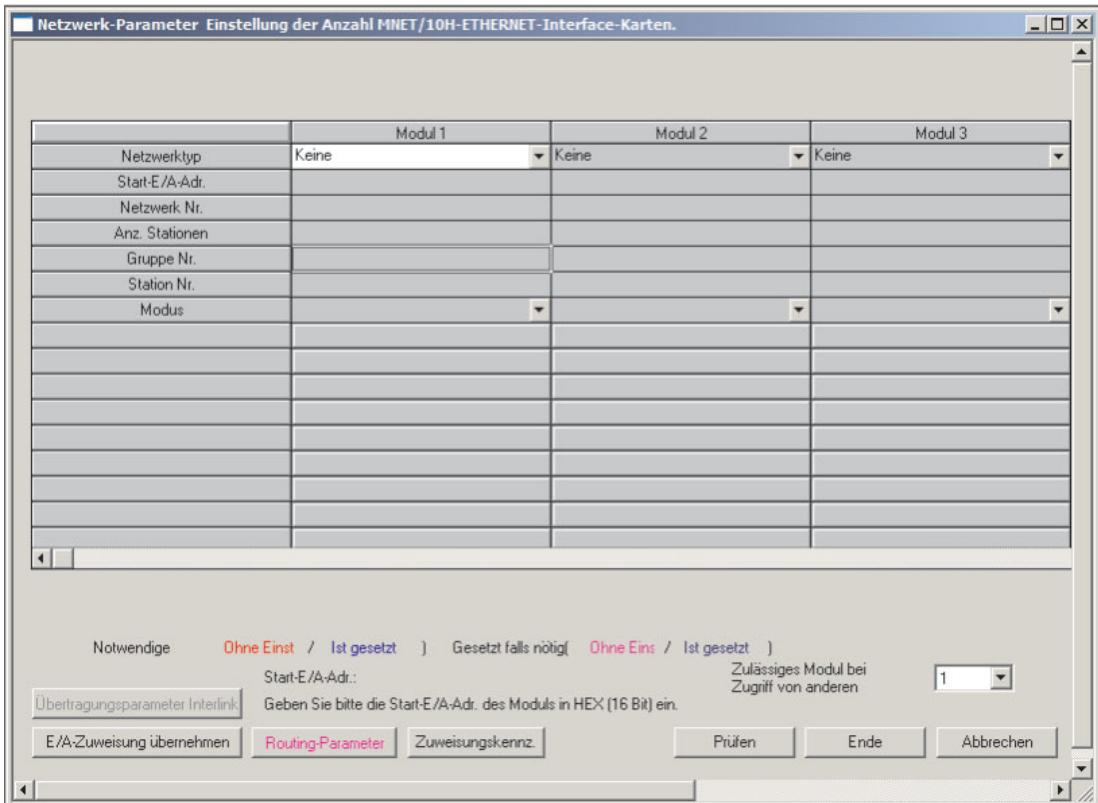 Netzwerk-Parameter Einstellung der Anzahl MNET/10H-ETHERNET-Interface-Karten.
Modul 1 Modul 2 Modul 3
Netzwerktyp Keine Keine Keine
Start-E/A-Adr.
Netzwerk Nr.
Anz. Stationen
Gruppe Nr.
Station Nr.
Modus
Notwendige Ohne Einst / Ist gesetzt ) Gesetzt falls nötig( Ohne Eins / Ist gesetzt )
Start-E/A-Adr.:
Zulässiges Modul bei
Zugriff von anderen
1
Übertragungsparameter Interlink
Geben Sie bitte die Start-E/A-Adr. des Moduls in HEX (16 Bit) ein.
E/A-Zuweisung übernehmen Routing-Parameter Zuweisungskennz. Prüfen Ende Abbrechen